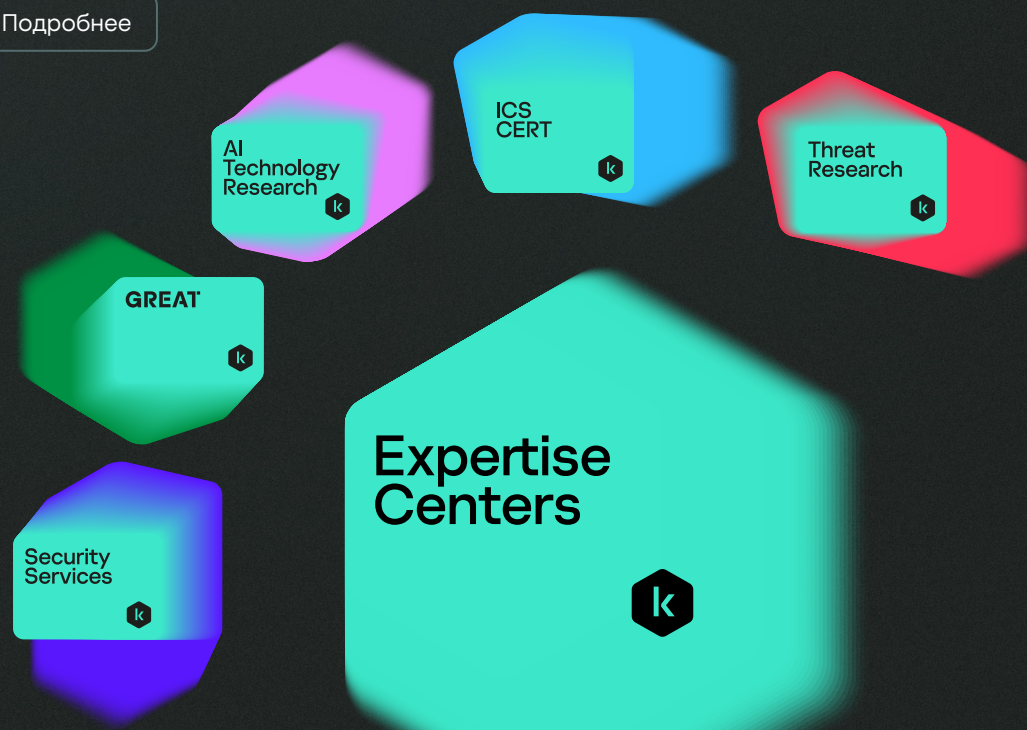 Подробнее
AI
Technology
Research
k
ICS
CERT
k
Threat
Research
k
GREAT
k
Expertise
Centers
k
Security
Services
k